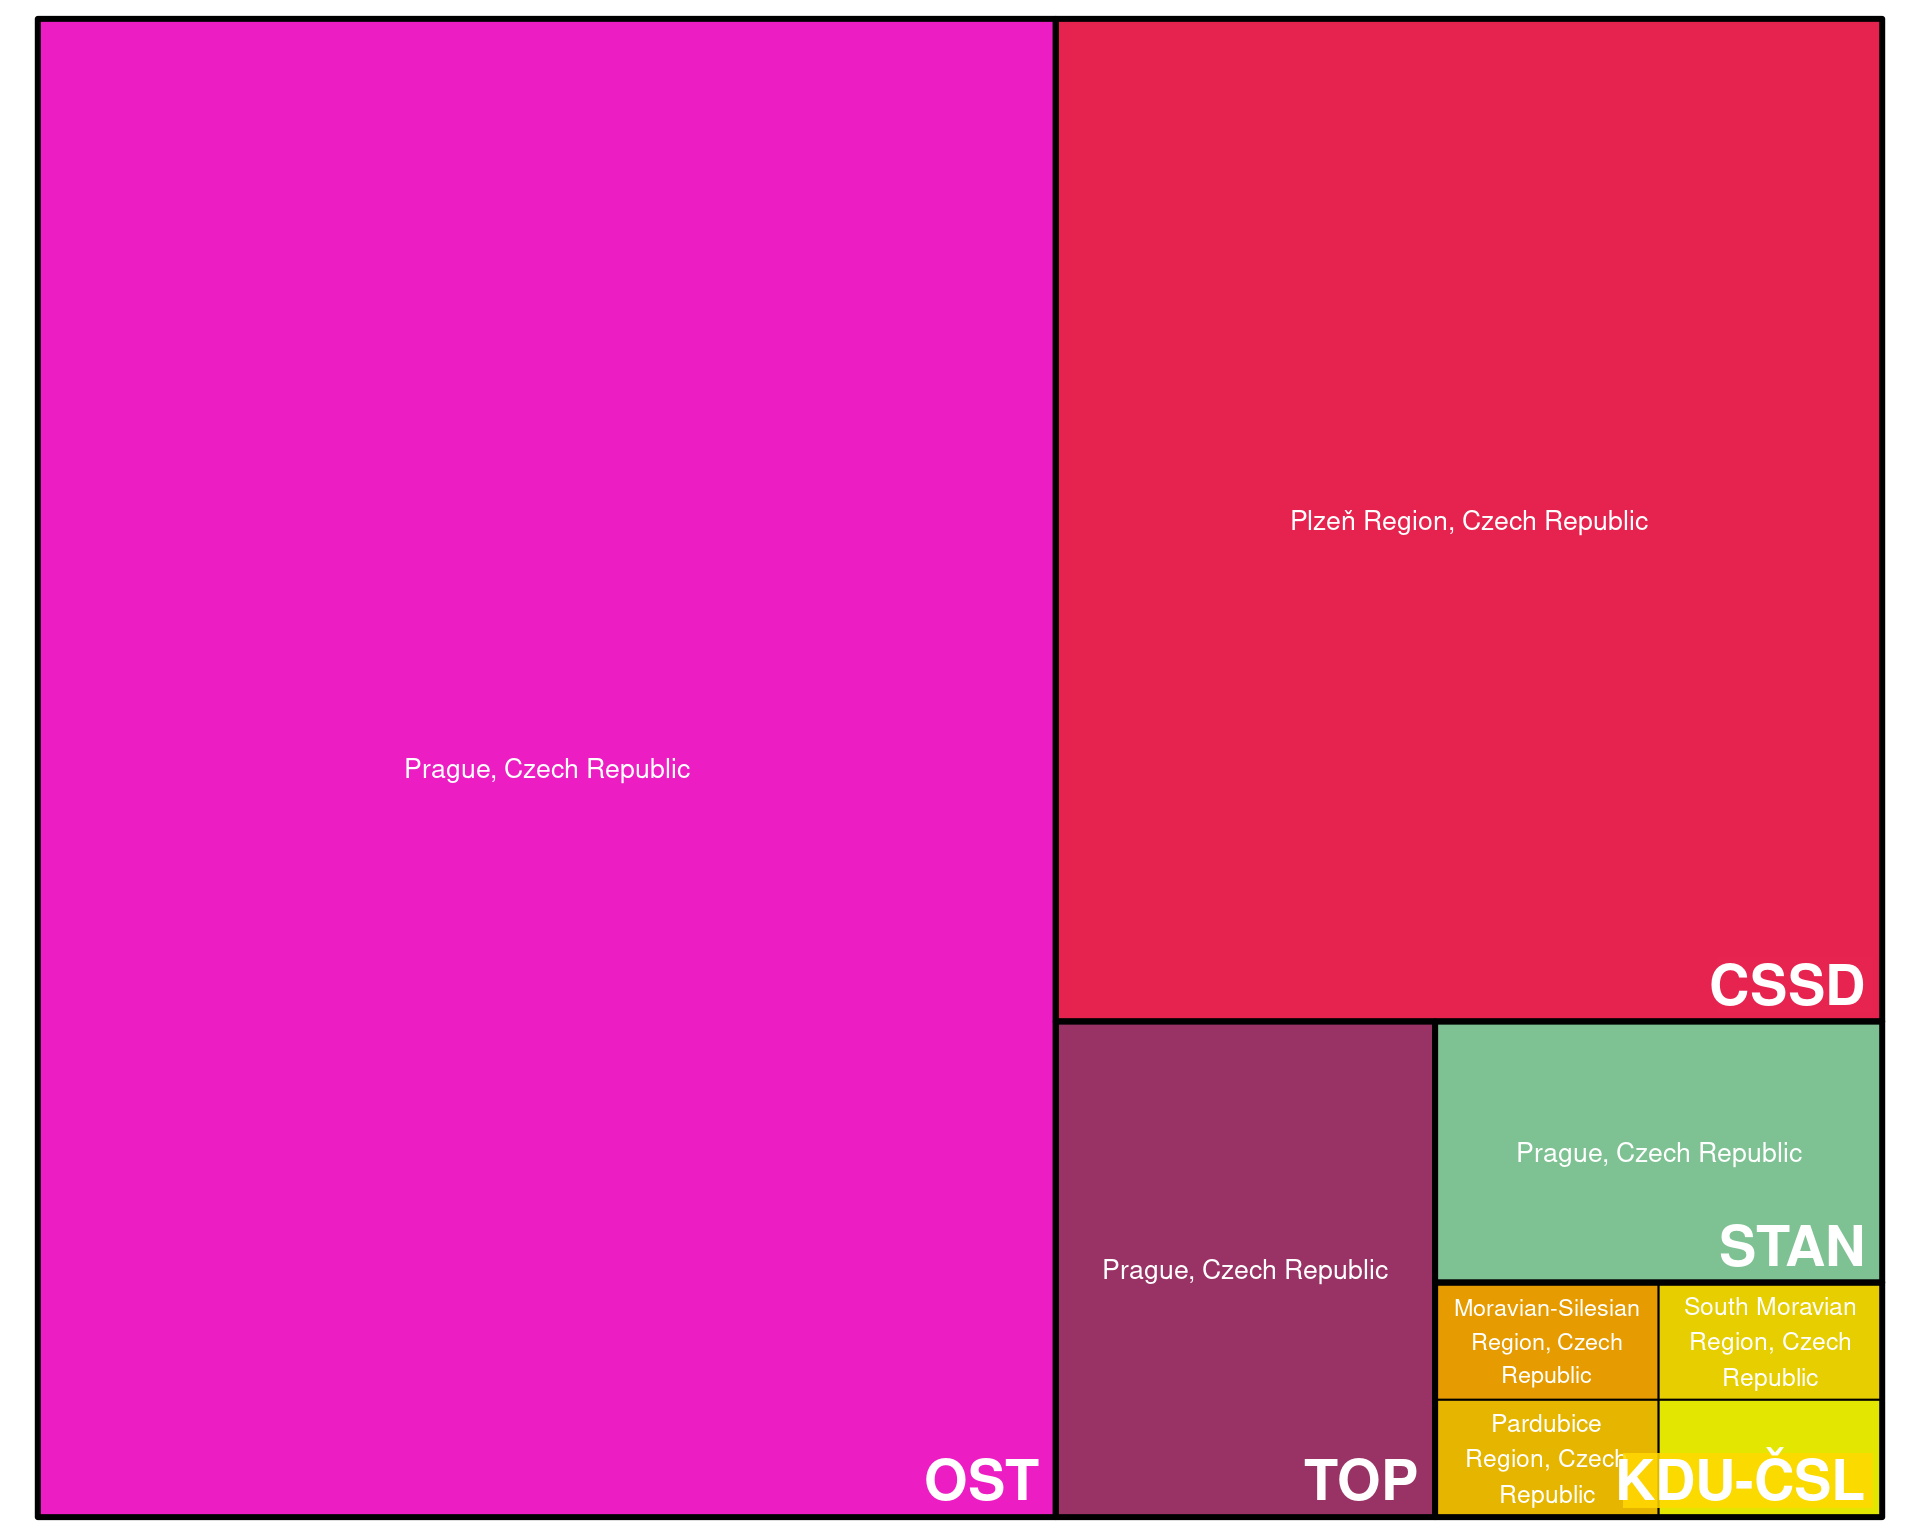 Prague, Czech Republic
OST
Plzeň Region, Czech Republic
CSSD
Prague, Czech Republic
TOP
Prague, Czech Republic
STAN
Moravian-Silesian
Region, Czech
Republic
South Moravian
Region, Czech
Republic
Pardubice
Region, Czech
Republic
KDU-ČSL